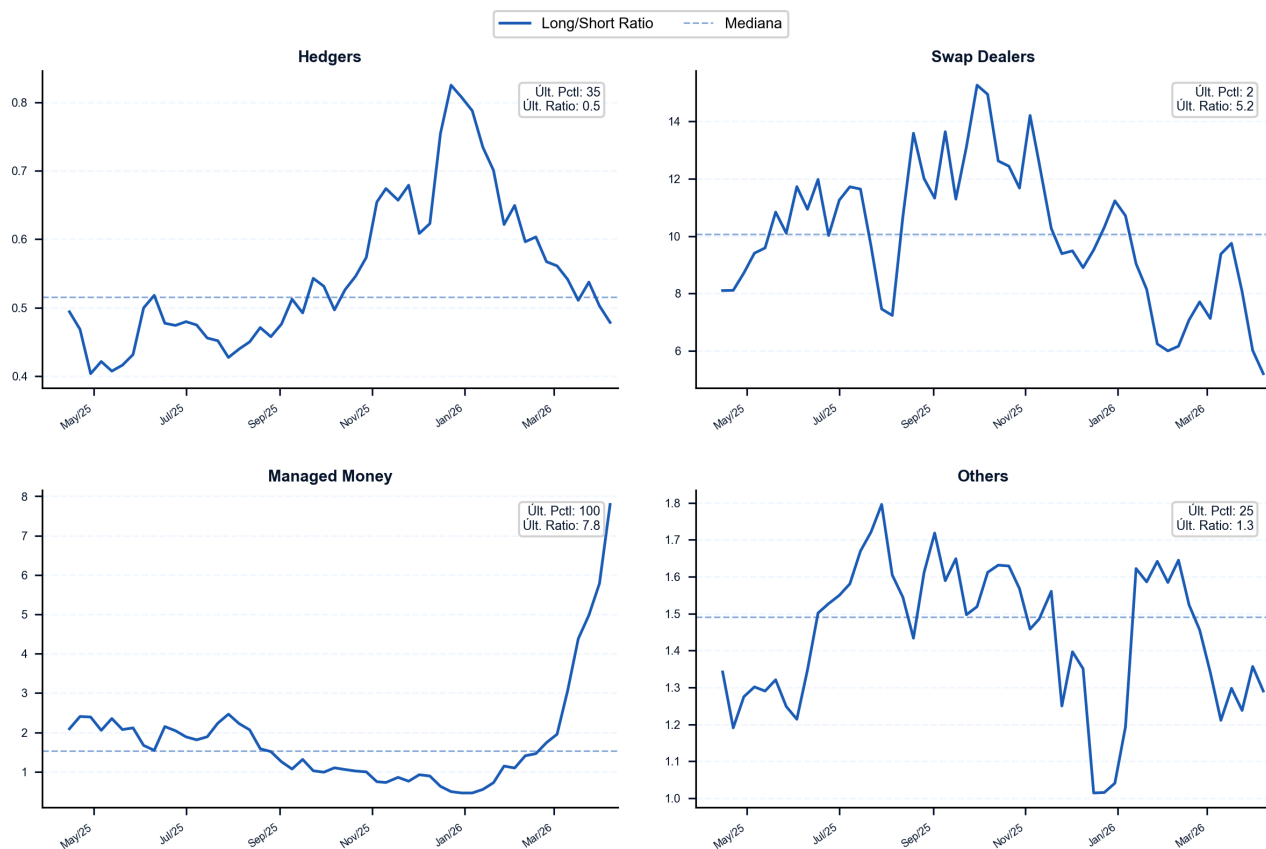 Long/Short Ratio
Mediana
Hedgers
Últ. Pctl: 35
Últ. Ratio: 0.5
0.8
0.7
0.6
0.5
0.4
May/25
Jul/25
Sep/25
Nov/25
Jan/26
Mar/26
Swap Dealers
Últ. Pctl: 2
Últ. Ratio: 5.2
14
12
10
8
6
May/25
Jul/25
Sep/25
Nov/25
Jan/26
Mar/26
Managed Money
Últ. Pctl: 100
Últ. Ratio: 7.8
8
7
6
5
4
3
2
1
May/25
Jul/25
Sep/25
Nov/25
Jan/26
Mar/26
Others
Últ. Pctl: 25
Últ. Ratio: 1.3
1.8
1.7
1.6
1.5
1.4
1.3
1.2
1.1
1.0
May/25
Jul/25
Sep/25
Nov/25
Jan/26
Mar/26